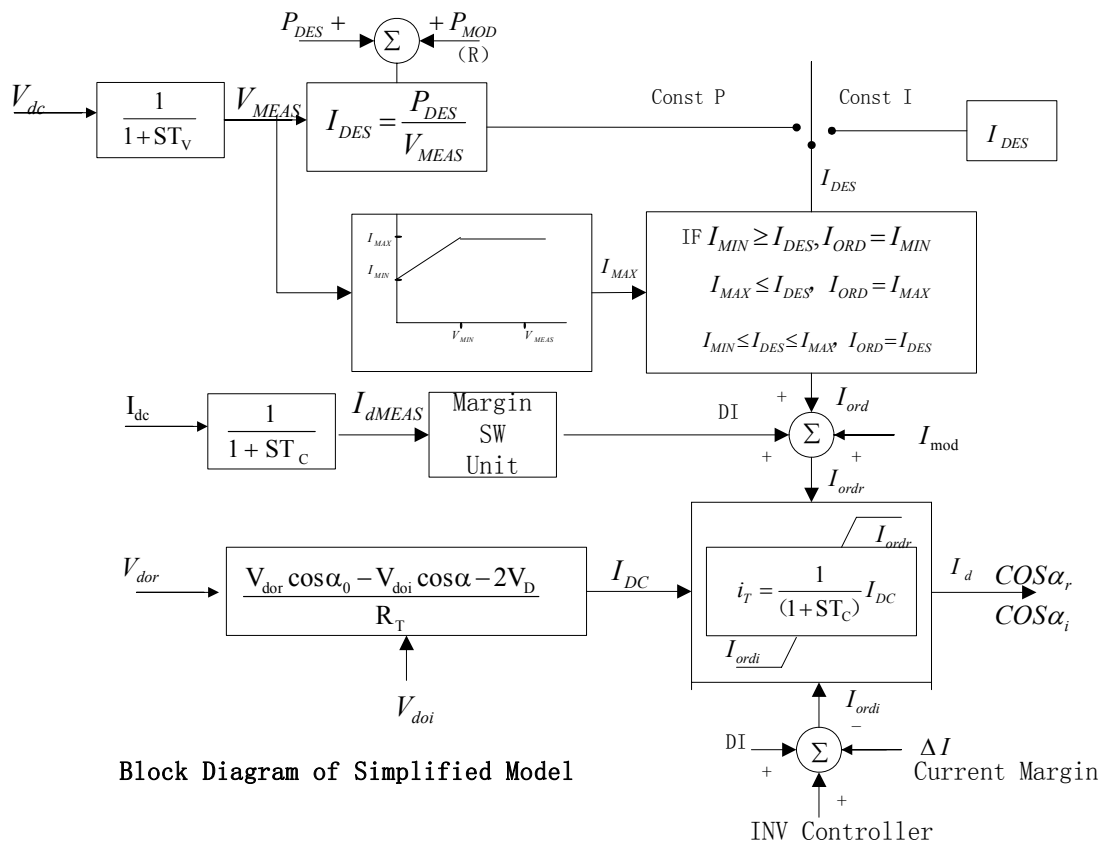 P_DES + + P_MOD
Σ (R)
V_dc 1/(1+ST_V) V_MEAS I_DES = P_DES/V_MEAS
Const P Const I
I_DES
I_DES
I_MAX
I_MIN
V_MIN V_MEAS
I_MAX
IF I_MIN ≥ I_DES, I_ORD = I_MIN
I_MAX ≤ I_DES, I_ORD = I_MAX
I_MIN ≤ I_DES ≤ I_MAX, I_ORD = I_DES
I_dc 1/(1+ST_C) I_dMEAS
Margin
SW
Unit
DI + I_ord
Σ
+ + I_mod
I_ordr
V_dor (V_dor cosα_0 − V_doi cosα − 2V_D)/R_T I_DC
V_doi
I_ordr
i_T = 1/(1+ST_C) I_DC
I_ordi
I_d COSα_r
COSα_i
I_ordi
DI + Σ − ΔI
Current Margin
+
INV Controller
Block Diagram of Simplified Model